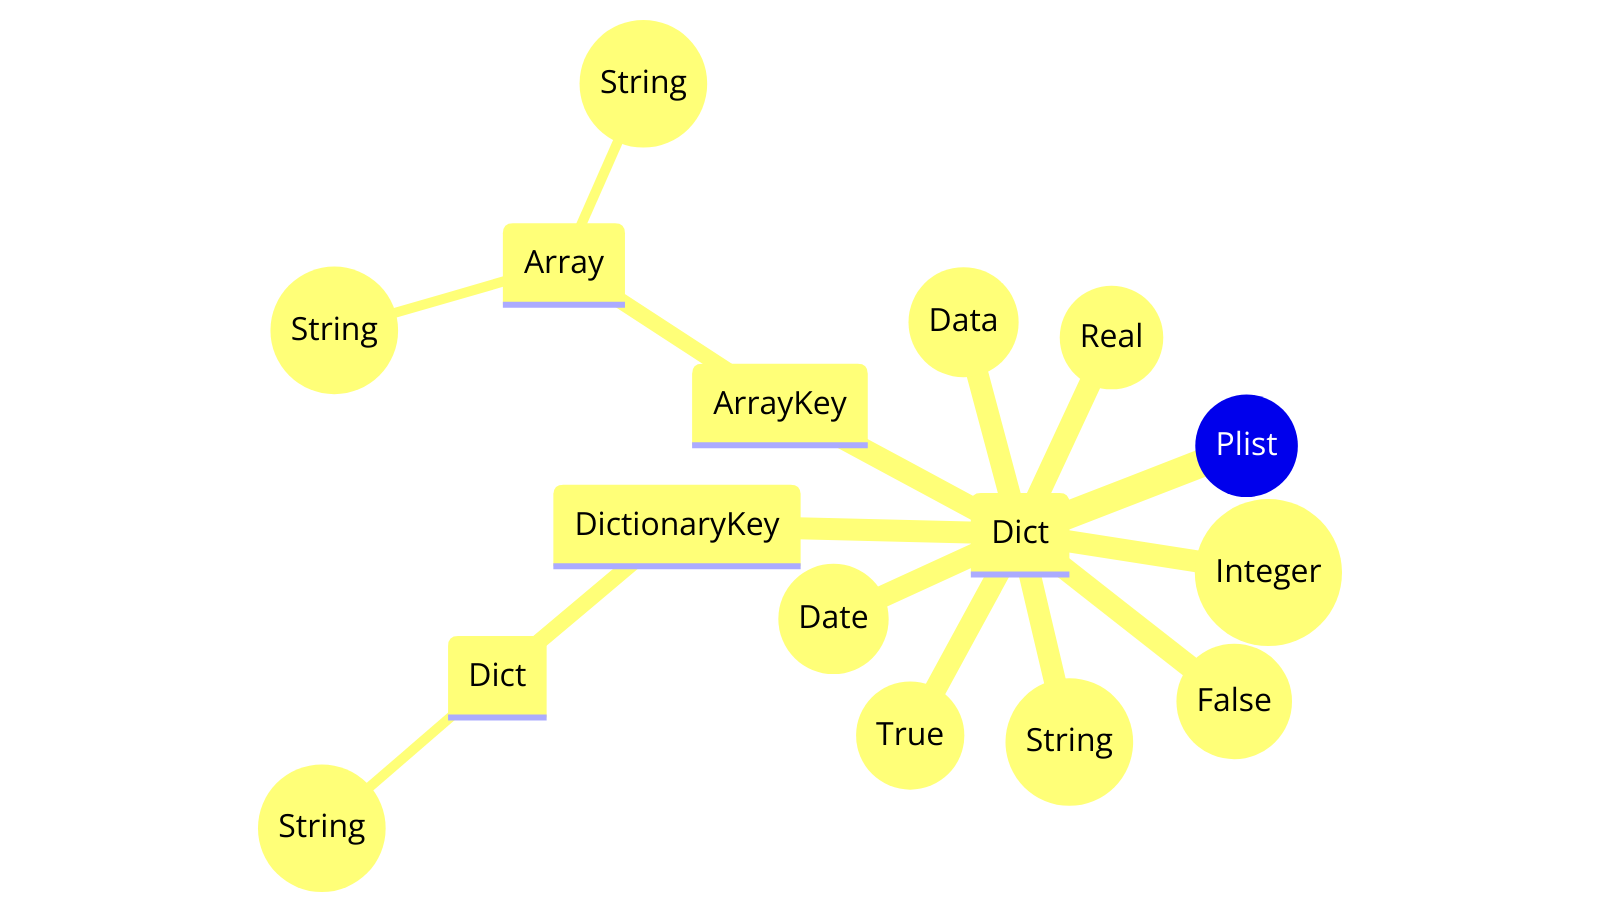 String
Array
String
Data
Real
ArrayKey
Plist
DictionaryKey
Dict
Integer
Date
Dict
False
True
String
String